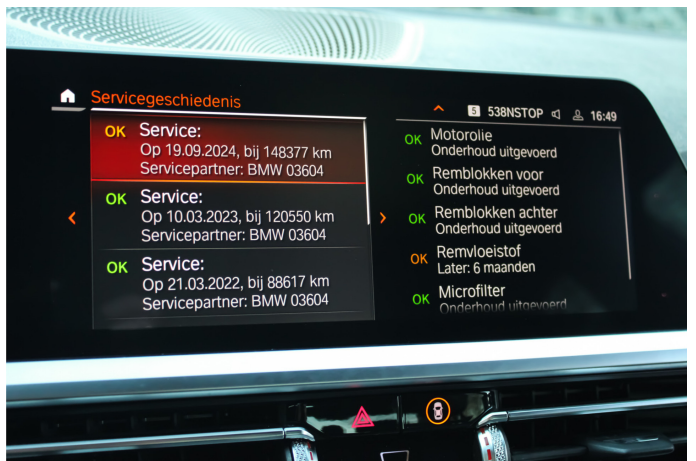 Servicegeschiedenis
5 538NSTOP 16:49
OK Service:
Op 19.09.2024, bij 148377 km
Servicepartner: BMW 03604
OK Service:
Op 10.03.2023, bij 120550 km
Servicepartner: BMW 03604
OK Service:
Op 21.03.2022, bij 88617 km
Servicepartner: BMW 03604
OK Motorolie
Onderhoud uitgevoerd
OK Remblokken voor
Onderhoud uitgevoerd
OK Remblokken achter
Onderhoud uitgevoerd
OK Remvloeistof
Later: 6 maanden
OK Microfilter
Onderhoud uitgevoerd